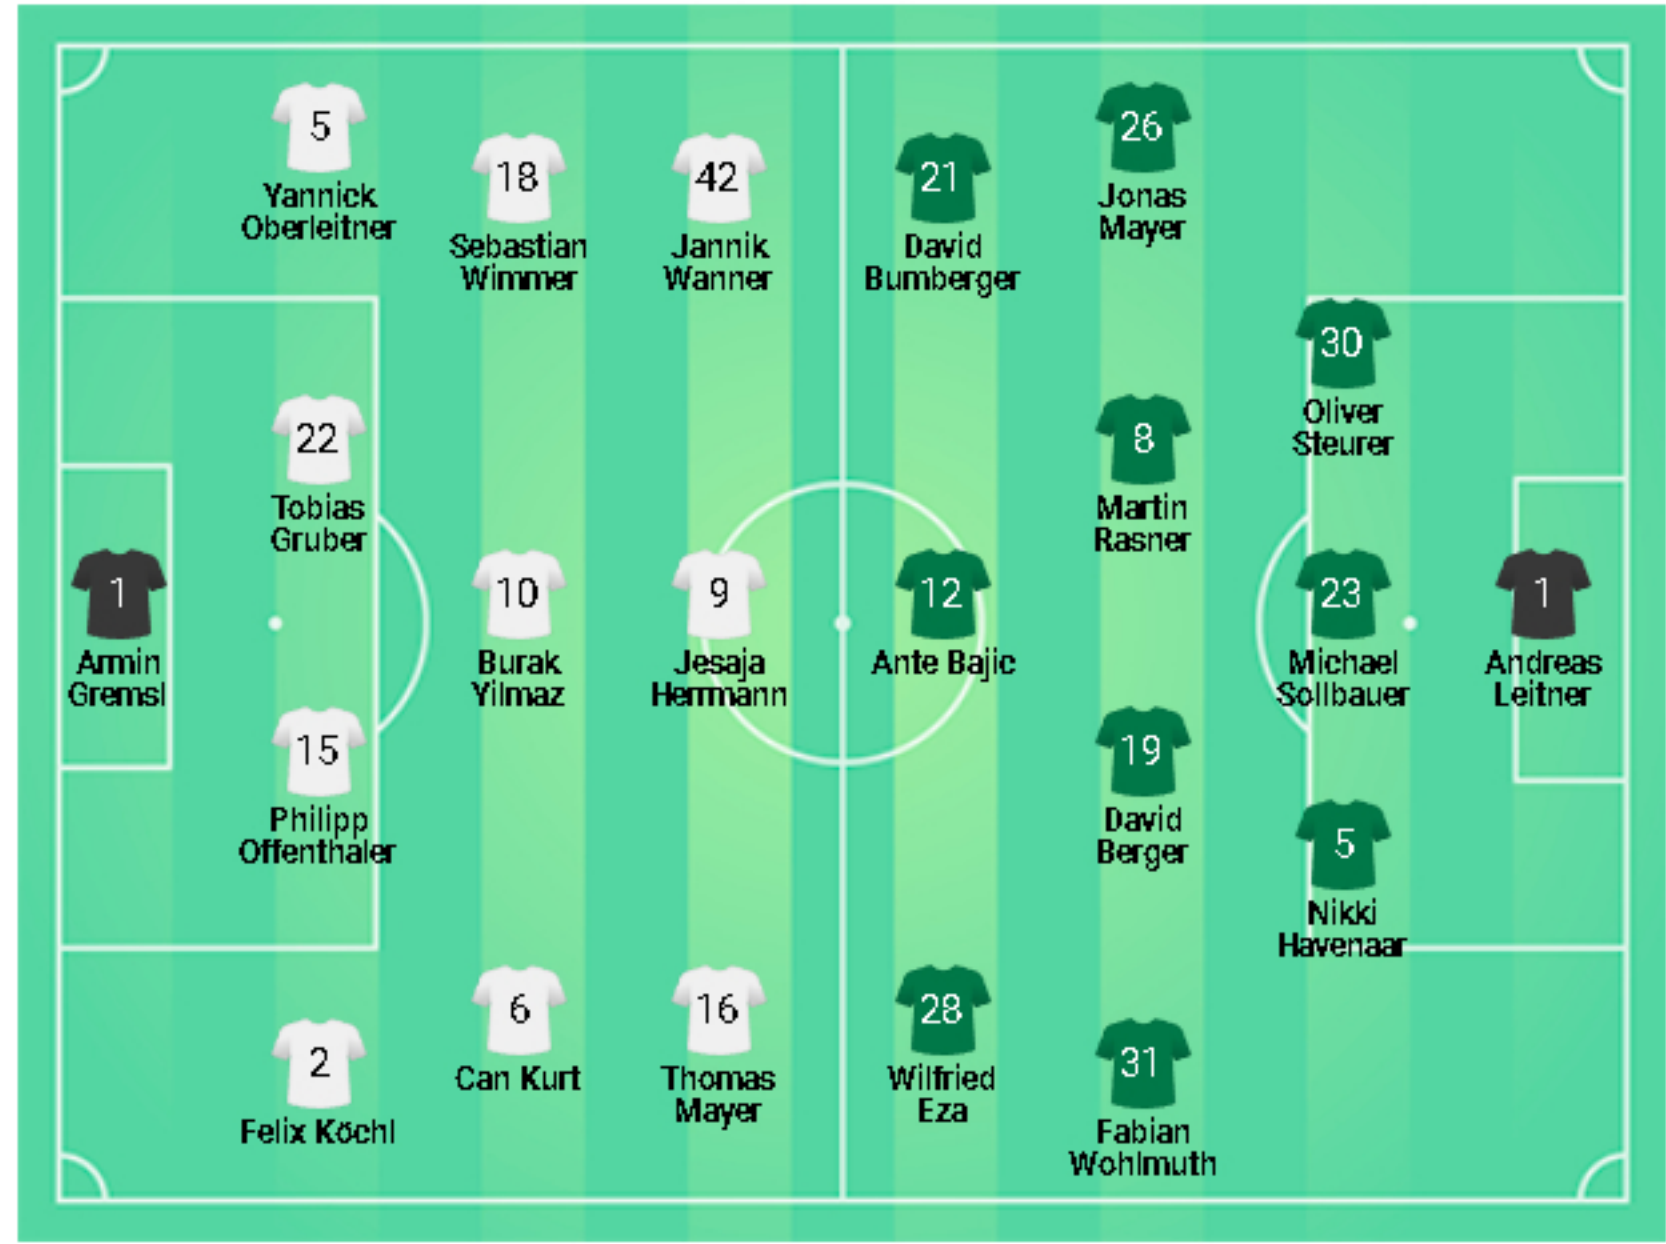 5
Yannick
Oberleitner
18
Sebastian
Wimmer
42
Jannik
Wanner
21
David
Bumberger
26
Jonas
Mayer
30
Oliver
Steurer
22
Tobias
Gruber
8
Martin
Rasner
1
Armin
Gremsl
10
Burak
Yilmaz
9
Jesaja
Herrmann
12
Ante Bajic
23
Michael
Sollbauer
1
Andreas
Leitner
15
Philipp
Offenthaler
19
David
Berger
5
Nikki
Havenaar
2
Felix Köchl
6
Can Kurt
16
Thomas
Mayer
28
Wilfried
Eza
31
Fabian
Wohlmuth